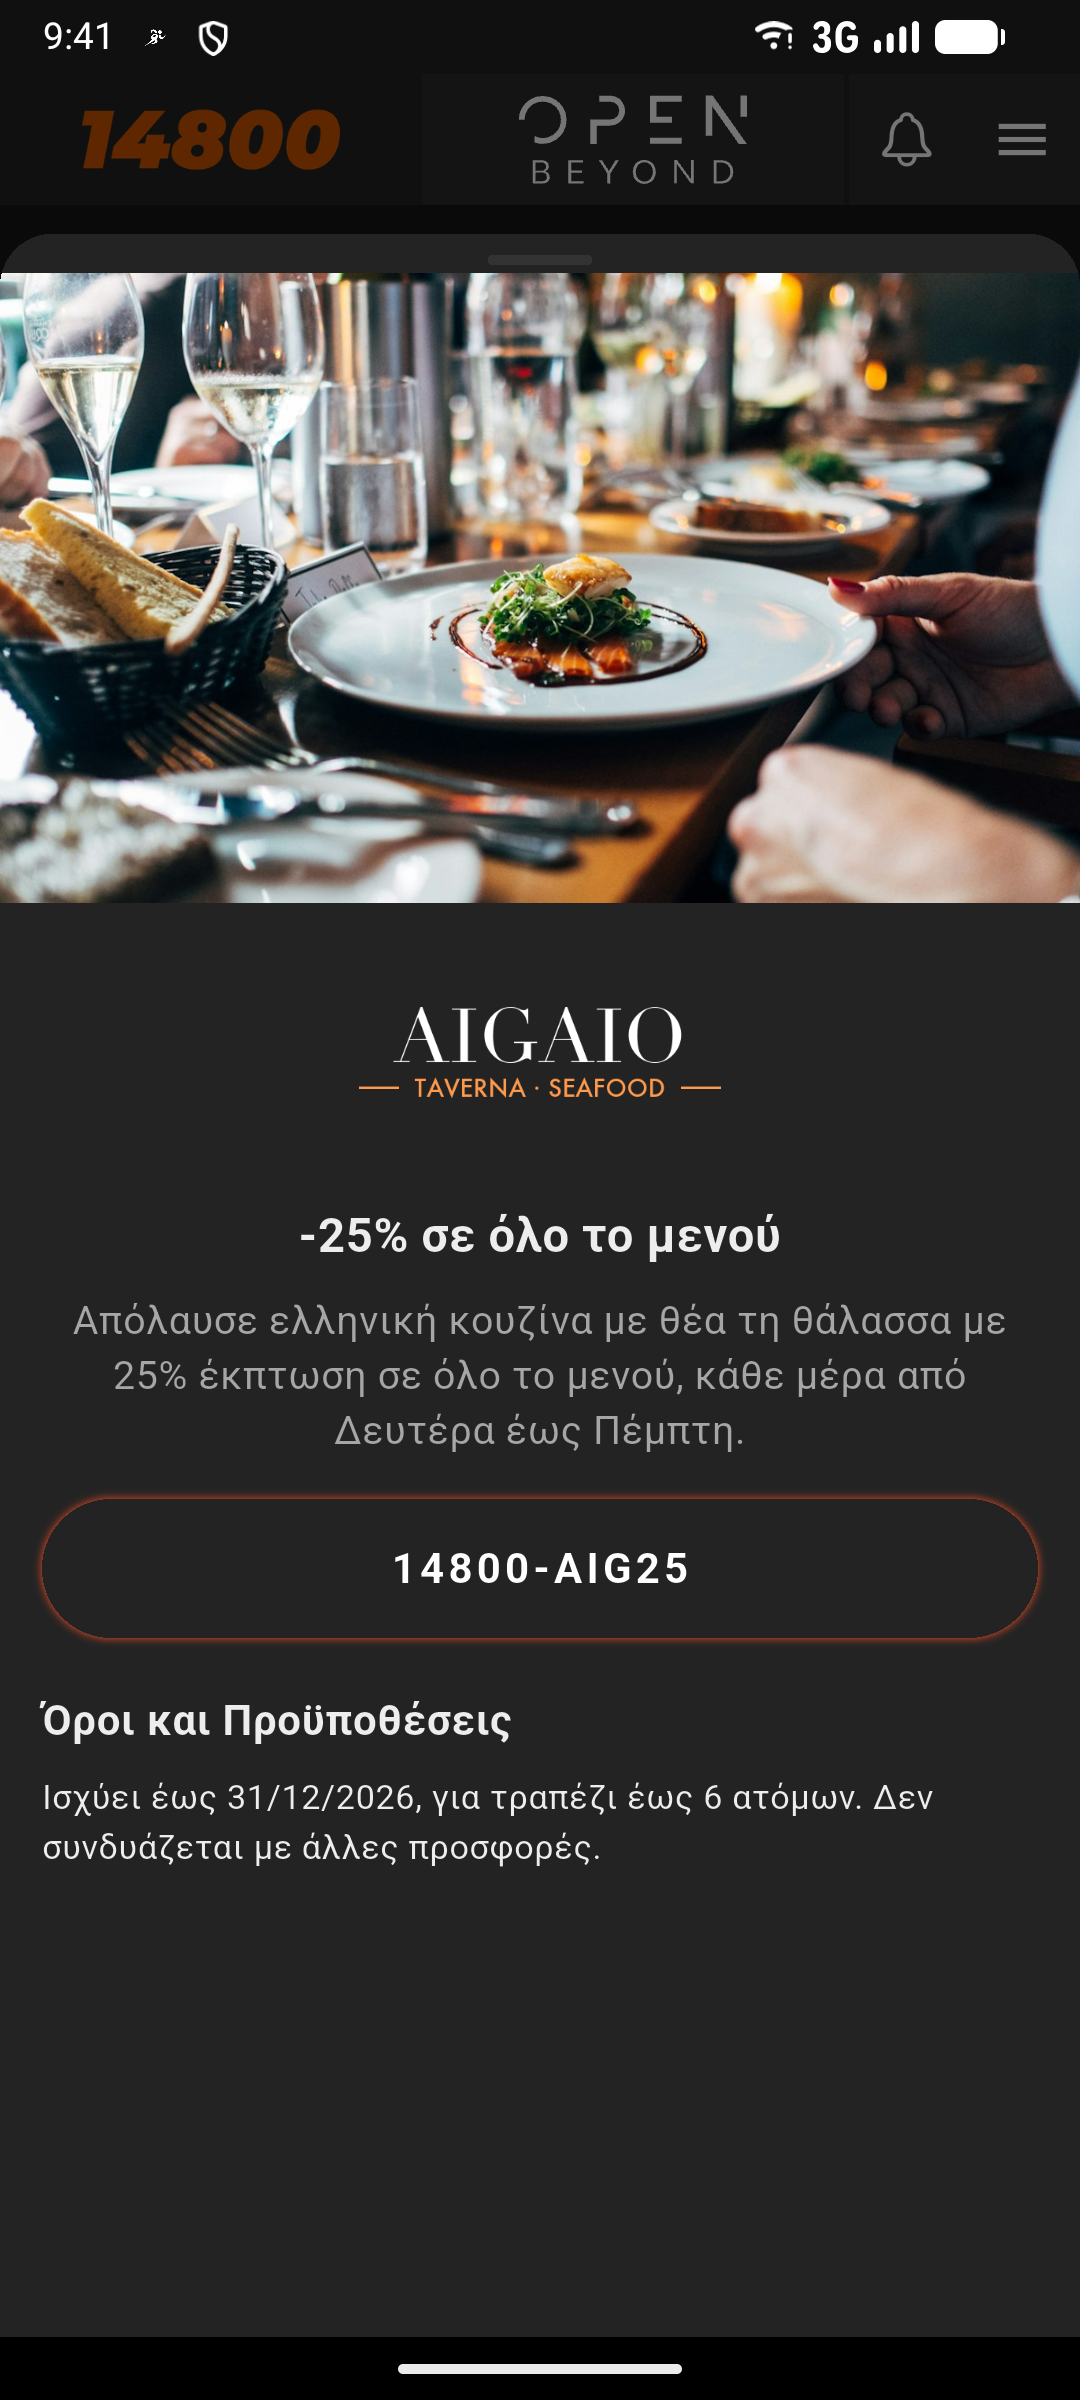 9:41
3G
14800
OPEN
BEYOND
AIGAIO
TAVERNA · SEAFOOD
-25% σε όλο το μενού
Απόλαυσε ελληνική κουζίνα με θέα τη θάλασσα με
25% έκπτωση σε όλο το μενού, κάθε μέρα από
Δευτέρα έως Πέμπτη.
14800-AIG25
Όροι και Προϋποθέσεις
Ισχύει έως 31/12/2026, για τραπέζι έως 6 ατόμων. Δεν
συνδυάζεται με άλλες προσφορές.